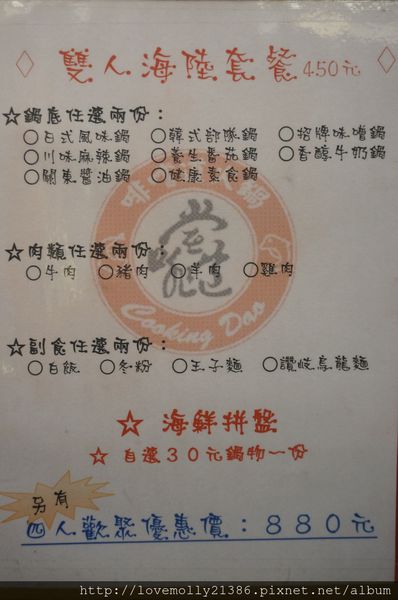 雙人海陸套餐450元
☆鍋底任選兩份：
○日式風味鍋 ○韓式部隊鍋 ○招牌味噌鍋
○川味麻辣鍋 ○養生番茄鍋 ○香醇牛奶鍋
○關東醬油鍋 ○健康素食鍋
☆肉類任選兩份：
○牛肉 ○豬肉 ○羊肉 ○雞肉
Cooking Dao
☆副食任選兩份：
○白飯 ○冬粉 ○王子麵 ○讚岐烏龍麵
☆ 海鮮拼盤
☆ 自選30元鍋物一份
另有
四人歡聚優惠價：880元
http://lovemolly21386.pixnet.net/album